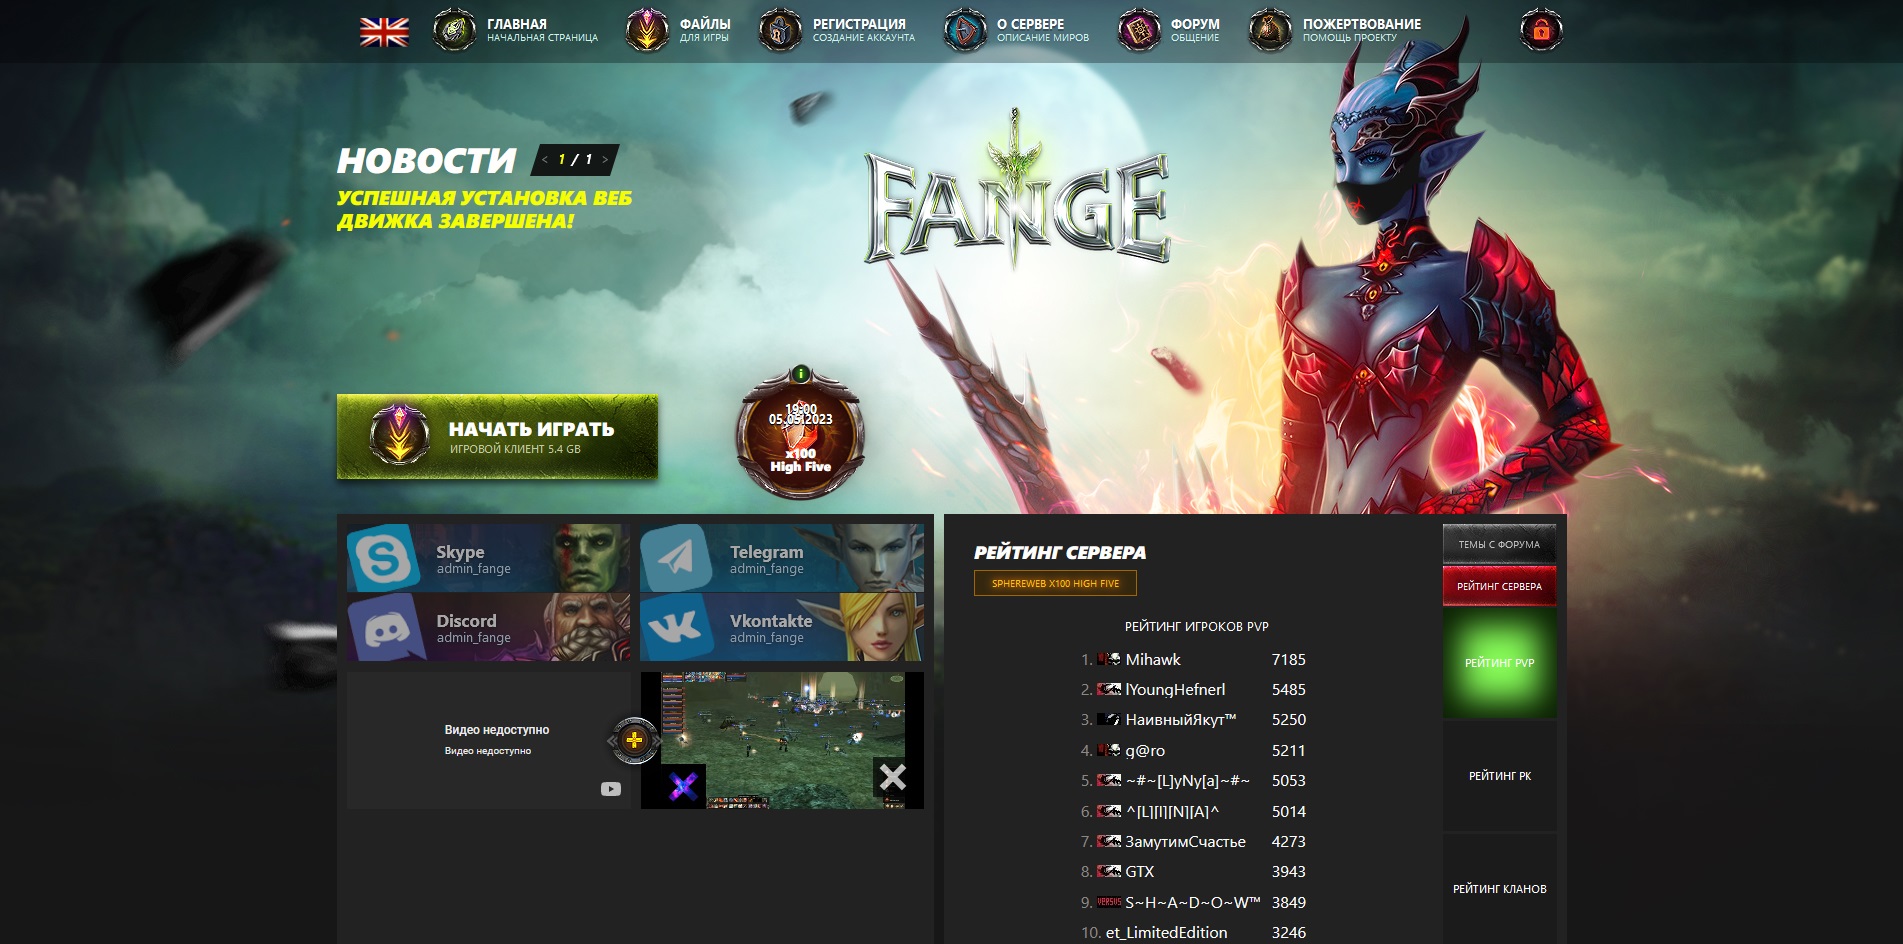 ГЛАВНАЯ
НАЧАЛЬНАЯ СТРАНИЦА
ФАЙЛЫ
ДЛЯ ИГРЫ
РЕГИСТРАЦИЯ
СОЗДАНИЕ АККАУНТА
О СЕРВЕРЕ
ОПИСАНИЕ МИРОВ
ФОРУМ
ОБЩЕНИЕ
ПОЖЕРТВОВАНИЕ
ПОМОЩЬ ПРОЕКТУ
НОВОСТИ
< 1 / 1 >
УСПЕШНАЯ УСТАНОВКА ВЕБ
ДВИЖКА ЗАВЕРШЕНА!
FANGE
НАЧАТЬ ИГРАТЬ
ИГРОВОЙ КЛИЕНТ 5.4 GB
i
19:00
05.05.2023
x100
High Five
Skype
admin_fange
Telegram
admin_fange
Discord
admin_fange
Vkontakte
admin_fange
Видео недоступно
Видео недоступно
РЕЙТИНГ СЕРВЕРА
SPHEREWEB X100 HIGH FIVE
РЕЙТИНГ ИГРОКОВ PVP
1. Mihawk 7185
2. lYoungHefnerl 5485
3. НаивныйЯкут™ 5250
4. g@ro 5211
5. ~#~[L]yNy[a]~#~ 5053
6. ^[L][I][N][A]^ 5014
7. ЗамутимСчастье 4273
8. GTX 3943
9. VERSUS S~H~A~D~O~W™ 3849
10. et_LimitedEdition 3246
ТЕМЫ С ФОРУМА
РЕЙТИНГ СЕРВЕРА
РЕЙТИНГ PVP
РЕЙТИНГ PK
РЕЙТИНГ КЛАНОВ